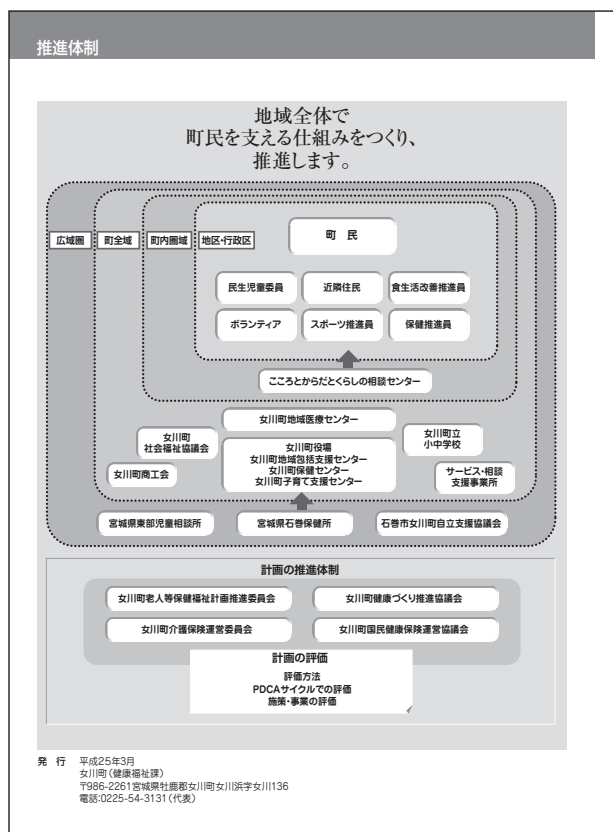 推進体制
地域全体で
町民を支える仕組みをつくり、
推進します。
広域圏
町全域
町内圏域
地区・行政区
町 民
民生児童委員
近隣住民
食生活改善推進員
ボランティア
スポーツ推進員
保健推進員
こころとからだとくらしの相談センター
女川町地域医療センター
女川町
社会福祉協議会
女川町役場
女川町地域包括支援センター
女川町保健センター
女川町子育て支援センター
女川町立
小中学校
女川町商工会
サービス・相談
支援事業所
宮城県東部児童相談所
宮城県石巻保健所
石巻市女川町自立支援協議会
計画の推進体制
女川町老人等保健福祉計画推進委員会
女川町健康づくり推進協議会
女川町介護保険運営委員会
女川町国民健康保険運営協議会
計画の評価
評価方法
PDCAサイクルでの評価
施策・事業の評価
発 行 平成25年3月
女川町（健康福祉課）
〒986-2261宮城県牡鹿郡女川町女川浜字女川136
電話：0225-54-3131（代表）